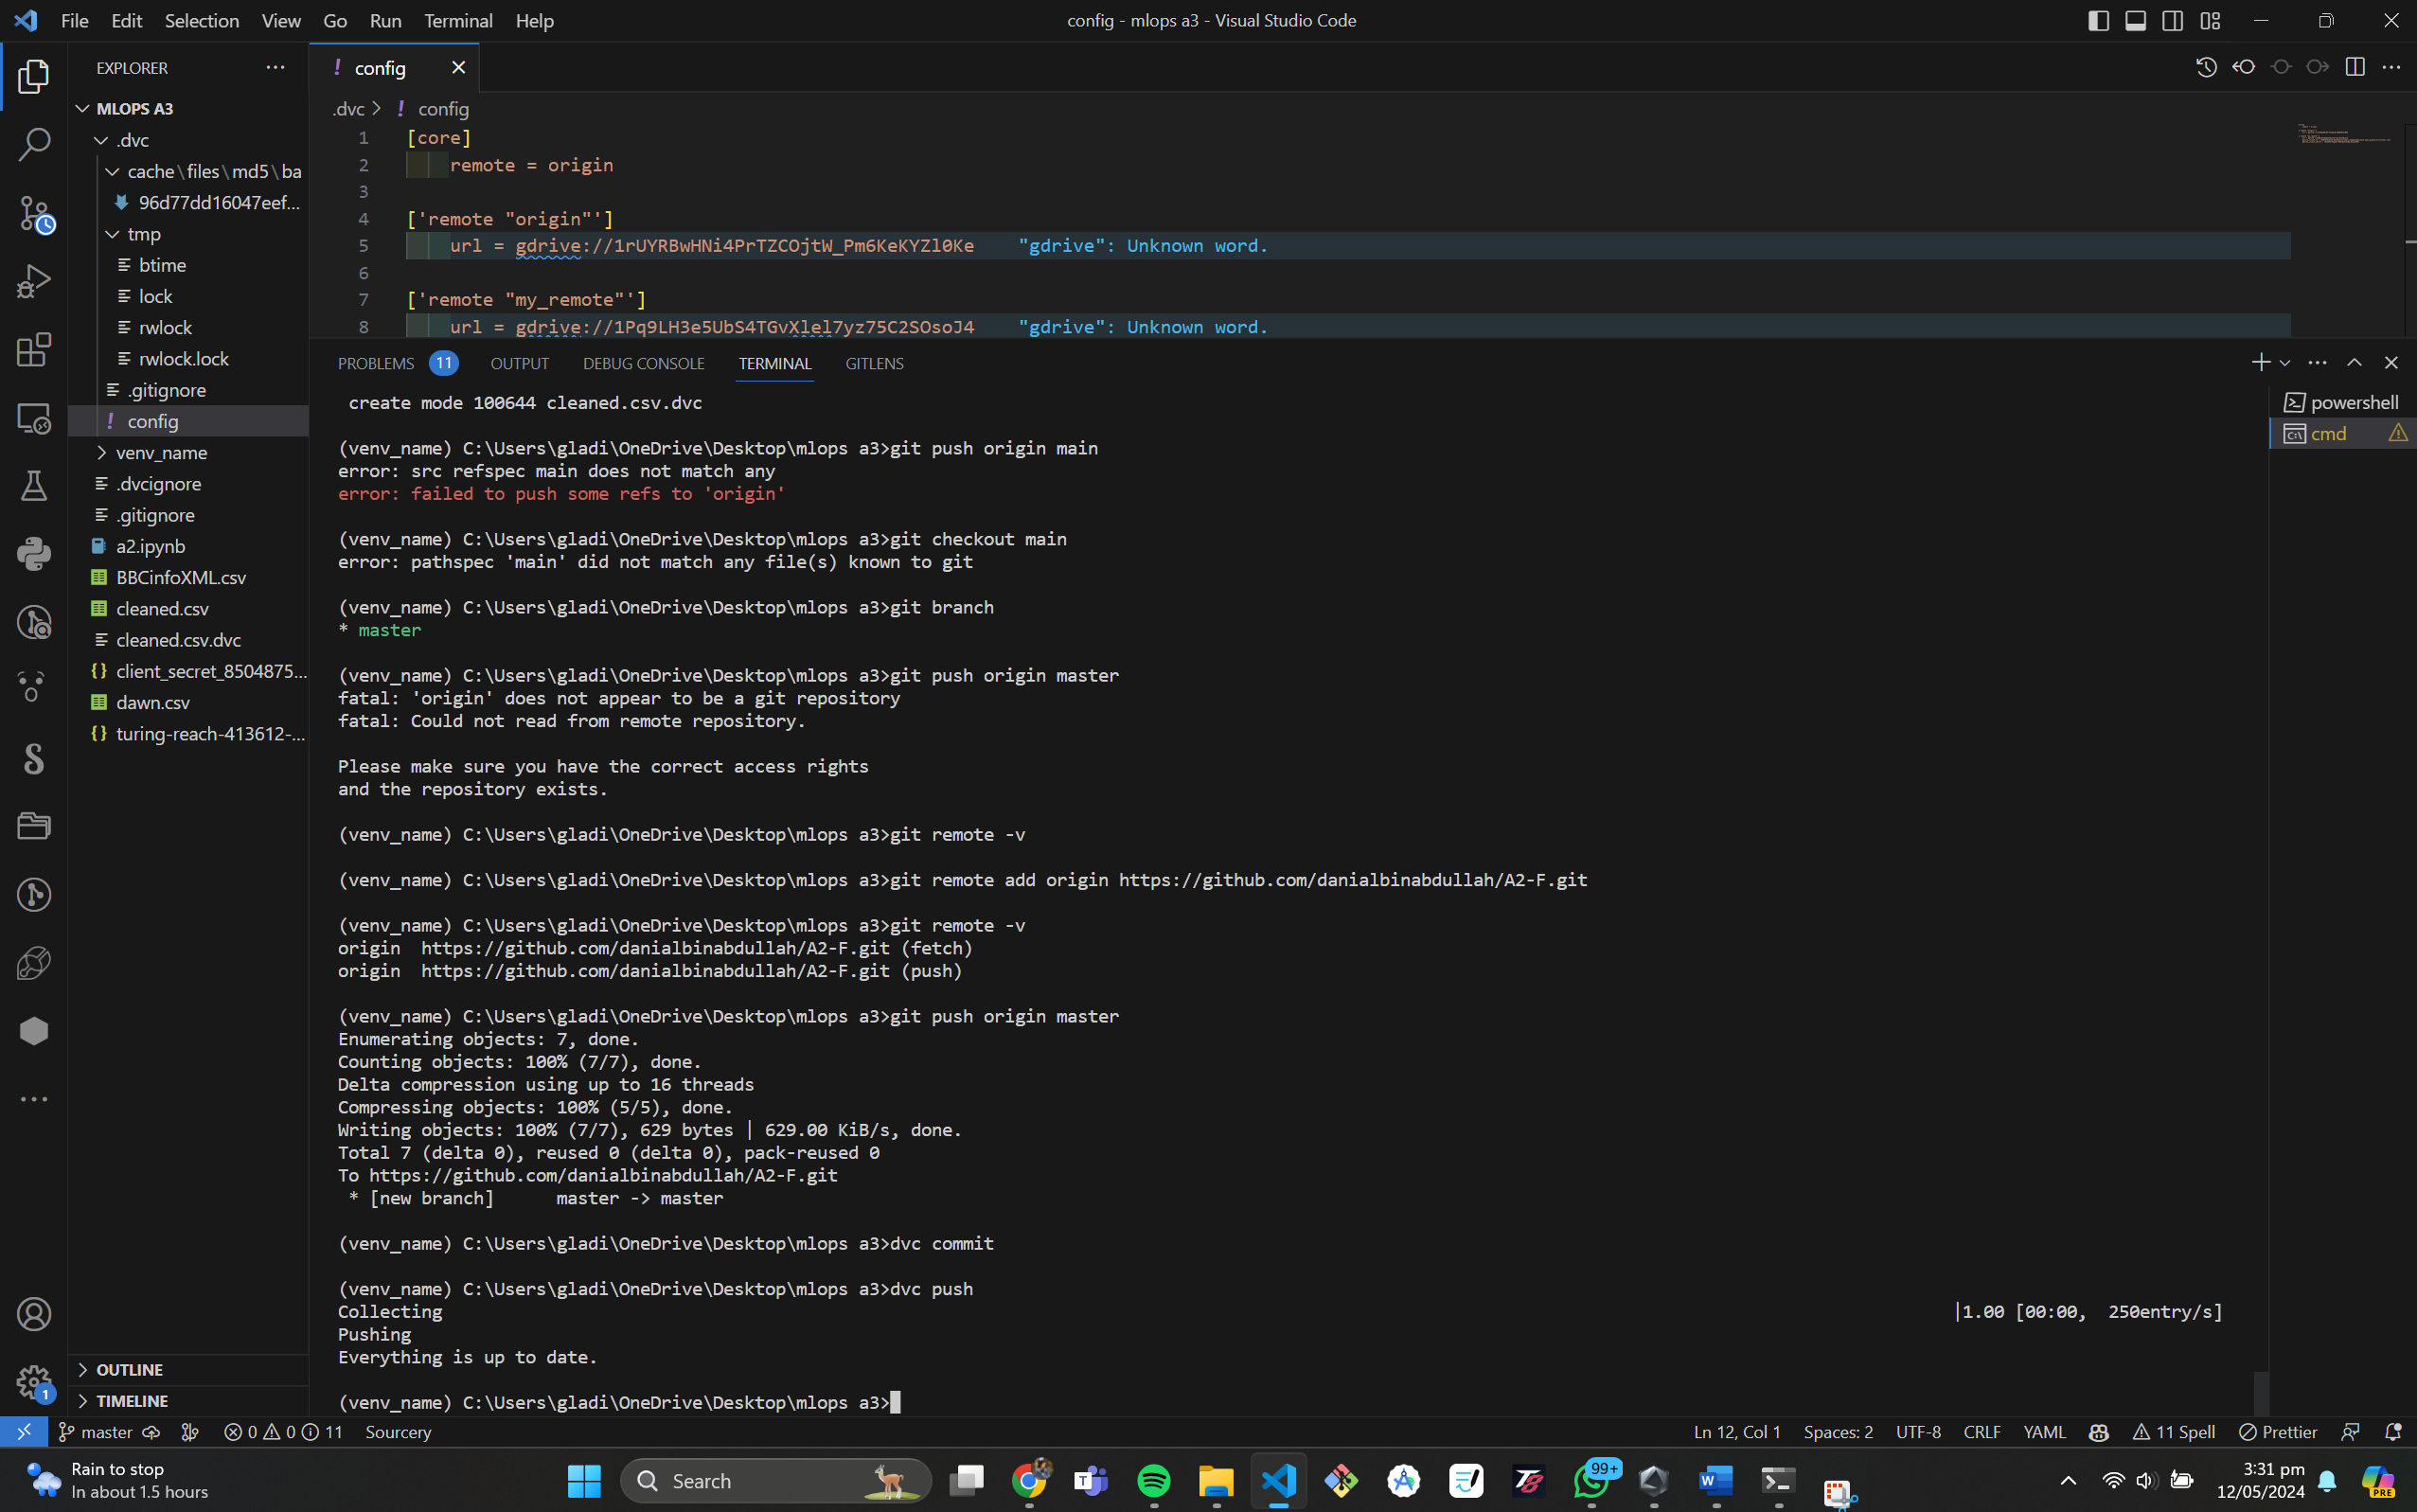 File Edit Selection View Go Run Terminal Help
config - mlops a3 - Visual Studio Code
EXPLORER
MLOPS A3
.dvc
cache\files\md5\ba
96d77dd16047eef...
tmp
btime
lock
rwlock
rwlock.lock
.gitignore
config
venv_name
.dvcignore
.gitignore
a2.ipynb
BBCinfoXML.csv
cleaned.csv
cleaned.csv.dvc
client_secret_8504875...
dawn.csv
turing-reach-413612-...
OUTLINE
TIMELINE
! config
.dvc > ! config
1 [core]
2 remote = origin
3
4 ['remote "origin"']
5 url = gdrive://1rUYRBwHNi4PrTZCOjtW_Pm6KeKYZl0Ke "gdrive": Unknown word.
6
7 ['remote "my_remote"']
8 url = gdrive://1Pq9LH3e5UbS4TGvXlel7yz75C2SOsoJ4 "gdrive": Unknown word.
PROBLEMS 11 OUTPUT DEBUG CONSOLE TERMINAL GITLENS
powershell
cmd
create mode 100644 cleaned.csv.dvc
(venv_name) C:\Users\gladi\OneDrive\Desktop\mlops a3>git push origin main
error: src refspec main does not match any
error: failed to push some refs to 'origin'
(venv_name) C:\Users\gladi\OneDrive\Desktop\mlops a3>git checkout main
error: pathspec 'main' did not match any file(s) known to git
(venv_name) C:\Users\gladi\OneDrive\Desktop\mlops a3>git branch
* master
(venv_name) C:\Users\gladi\OneDrive\Desktop\mlops a3>git push origin master
fatal: 'origin' does not appear to be a git repository
fatal: Could not read from remote repository.
Please make sure you have the correct access rights
and the repository exists.
(venv_name) C:\Users\gladi\OneDrive\Desktop\mlops a3>git remote -v
(venv_name) C:\Users\gladi\OneDrive\Desktop\mlops a3>git remote add origin https://github.com/danialbinabdullah/A2-F.git
(venv_name) C:\Users\gladi\OneDrive\Desktop\mlops a3>git remote -v
origin https://github.com/danialbinabdullah/A2-F.git (fetch)
origin https://github.com/danialbinabdullah/A2-F.git (push)
(venv_name) C:\Users\gladi\OneDrive\Desktop\mlops a3>git push origin master
Enumerating objects: 7, done.
Counting objects: 100% (7/7), done.
Delta compression using up to 16 threads
Compressing objects: 100% (5/5), done.
Writing objects: 100% (7/7), 629 bytes | 629.00 KiB/s, done.
Total 7 (delta 0), reused 0 (delta 0), pack-reused 0
To https://github.com/danialbinabdullah/A2-F.git
* [new branch] master -> master
(venv_name) C:\Users\gladi\OneDrive\Desktop\mlops a3>dvc commit
(venv_name) C:\Users\gladi\OneDrive\Desktop\mlops a3>dvc push
Collecting |1.00 [00:00, 250entry/s]
Pushing
Everything is up to date.
(venv_name) C:\Users\gladi\OneDrive\Desktop\mlops a3>
1
master 0 0 11 Sourcery
Ln 12, Col 1 Spaces: 2 UTF-8 CRLF YAML 11 Spell Prettier
Rain to stop
In about 1.5 hours
Search
99+
3:31 pm
12/05/2024
PRE